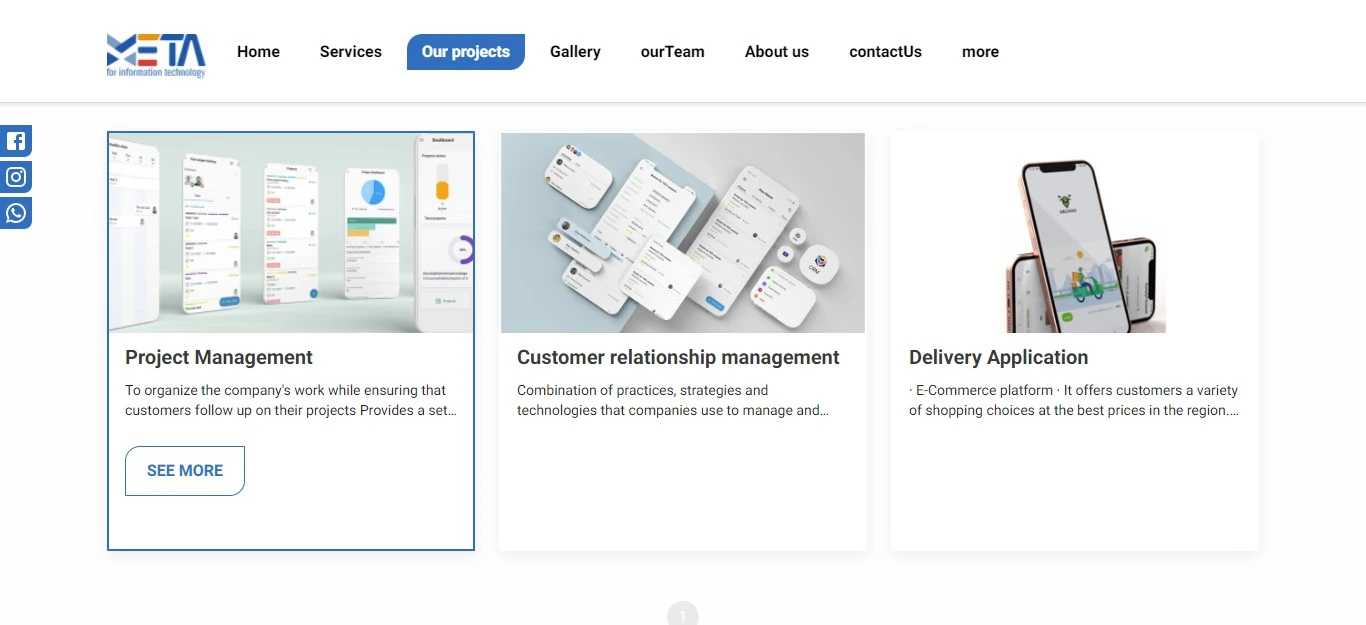 META
for information technology
Home
Services
Our projects
Gallery
ourTeam
About us
contactUs
more
Dashboard
CRM
Project Management
To organize the company's work while ensuring that
customers follow up on their projects Provides a set...
SEE MORE
Customer relationship management
Combination of practices, strategies and
technologies that companies use to manage and...
Delivery Application
· E-Commerce platform · It offers customers a variety
of shopping choices at the best prices in the region....
1